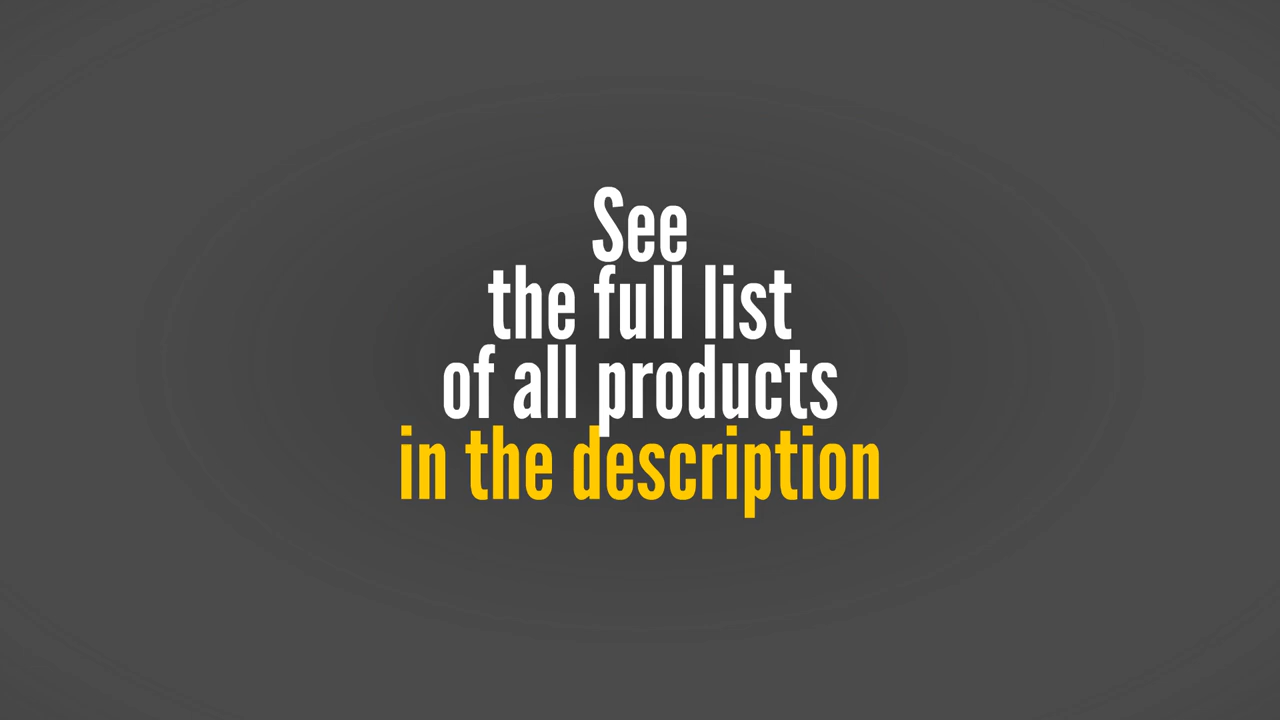 See
the full list
of all products
in the description